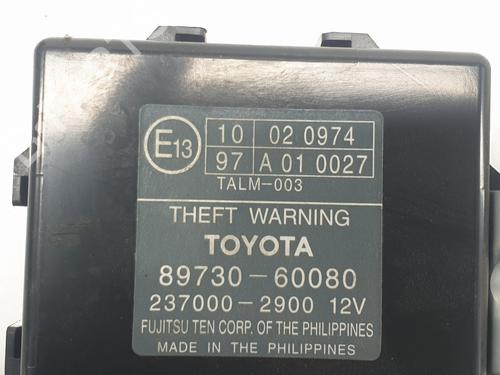 E13 10 02 0974
97 A 01 0027
TALM-003
THEFT WARNING
TOYOTA
89730-60080
237000-2900 12V
FUJITSU TEN CORP. OF THE PHILIPPINES
MADE IN THE PHILIPPINES